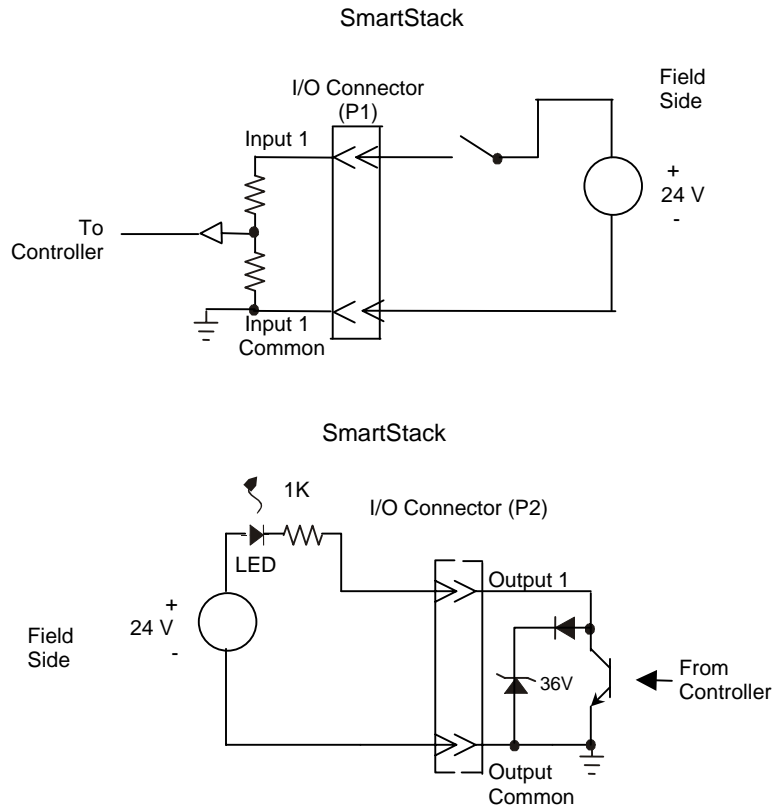 SmartStack
I/O Connector
(P1)
Field
Side
Input 1
+
24 V
-
To
Controller
Input 1
Common
SmartStack
1K
I/O Connector (P2)
LED
Output 1
+
24 V
-
Field
Side
36V
From
Controller
Output
Common